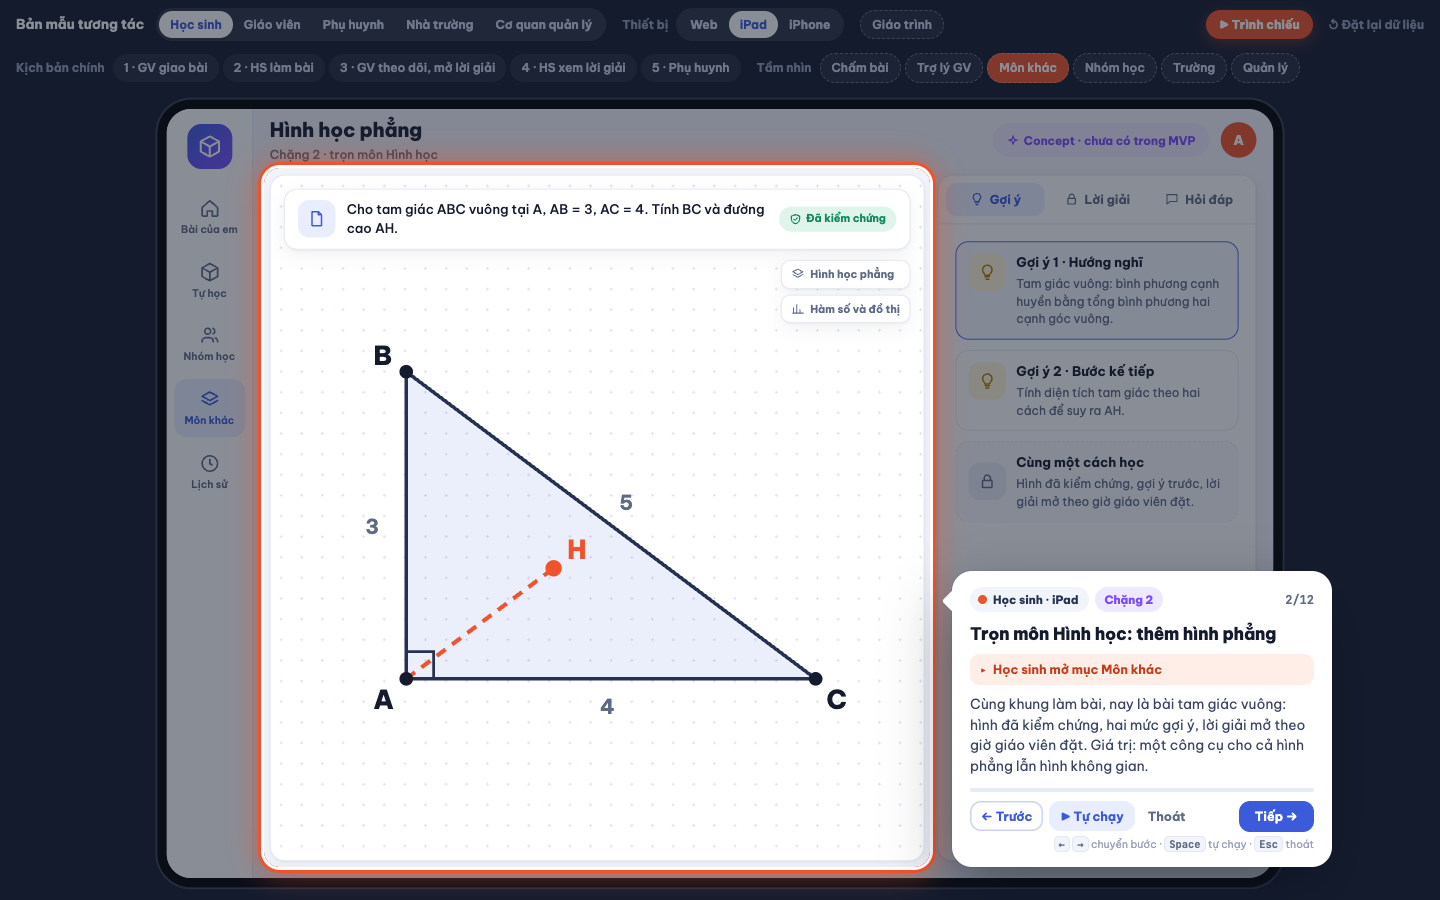 Bản mẫu tương tác
Học sinh
Giáo viên
Phụ huynh
Nhà trường
Cơ quan quản lý
Thiết bị
Web
iPad
iPhone
Giáo trình
Trình chiếu
Đặt lại dữ liệu
Kịch bản chính
1 · GV giao bài
2 · HS làm bài
3 · GV theo dõi, mở lời giải
4 · HS xem lời giải
5 · Phụ huynh
Tầm nhìn
Chấm bài
Trợ lý GV
Môn khác
Nhóm học
Trường
Quản lý
Hình học phẳng
Chặng 2 · trọn môn Hình học
Concept · chưa có trong MVP
A
Bài của em
Tự học
Nhóm học
Môn khác
Lịch sử
Cho tam giác ABC vuông tại A, AB = 3, AC = 4. Tính BC và đường
cao AH.
Đã kiểm chứng
Hình học phẳng
Hàm số và đồ thị
B
5
3
H
A
4
C
Gợi ý
Lời giải
Hỏi đáp
Gợi ý 1 · Hướng nghĩ
Tam giác vuông: bình phương cạnh
huyền bằng tổng bình phương hai
cạnh góc vuông.
Gợi ý 2 · Bước kế tiếp
Tính diện tích tam giác theo hai
cách để suy ra AH.
Cùng một cách học
Hình đã kiểm chứng, gợi ý trước, lời
giải mở theo giờ giáo viên đặt.
Học sinh · iPad
Chặng 2
2/12
Trọn môn Hình học: thêm hình phẳng
Học sinh mở mục Môn khác
Cùng khung làm bài, nay là bài tam giác vuông:
hình đã kiểm chứng, hai mức gợi ý, lời giải mở theo
giờ giáo viên đặt. Giá trị: một công cụ cho cả hình
phẳng lẫn hình không gian.
← Trước
Tự chạy
Thoát
Tiếp →
← → chuyển bước · Space tự chạy · Esc thoát